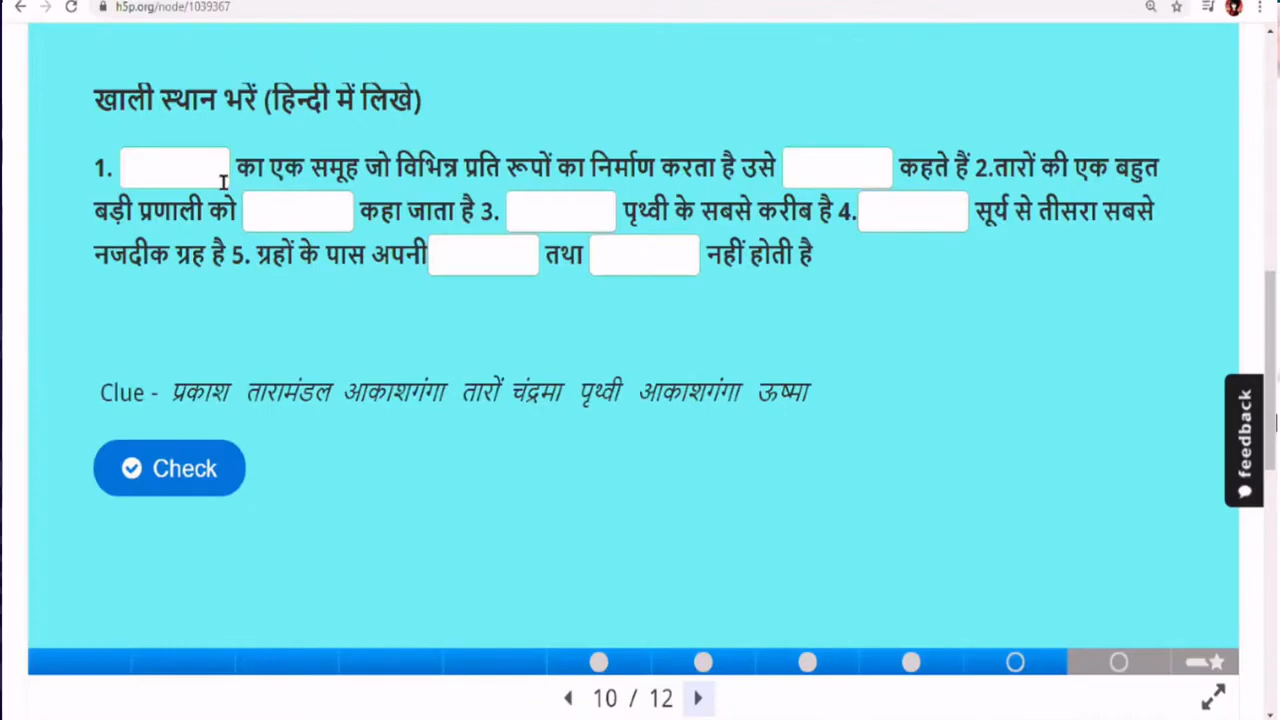 h5p.org/node/1039367
खाली स्थान भरें (हिन्दी में लिखे)
1. का एक समूह जो विभिन्न प्रति रूपों का निर्माण करता है उसे कहते हैं 2.तारों की एक बहुत
बड़ी प्रणाली को कहा जाता है 3. पृथ्वी के सबसे करीब है 4. सूर्य से तीसरा सबसे
नजदीक ग्रह है 5. ग्रहों के पास अपनी तथा नहीं होती है
Clue - प्रकाश तारामंडल आकाशगंगा तारों चंद्रमा पृथ्वी आकाशगंगा ऊष्मा
feedback
Check
10 / 12